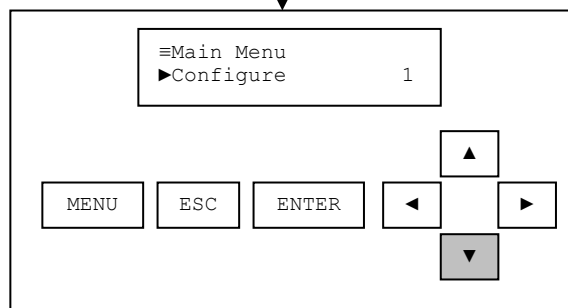 ≡Main Menu
►Configure 1
▲
MENU ESC ENTER ◄ ►
▼